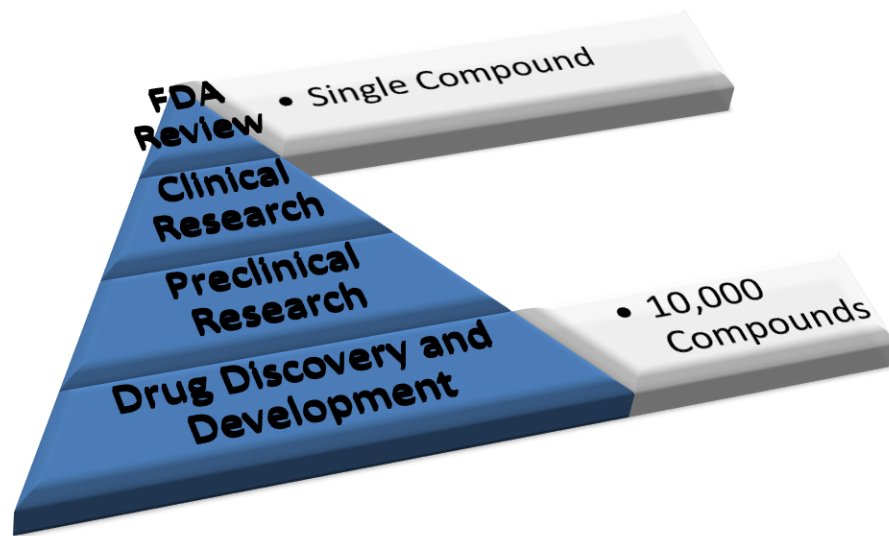 FDA
Review
• Single Compound
Clinical
Research
Preclinical
Research
Drug Discovery and
Development
• 10,000
Compounds